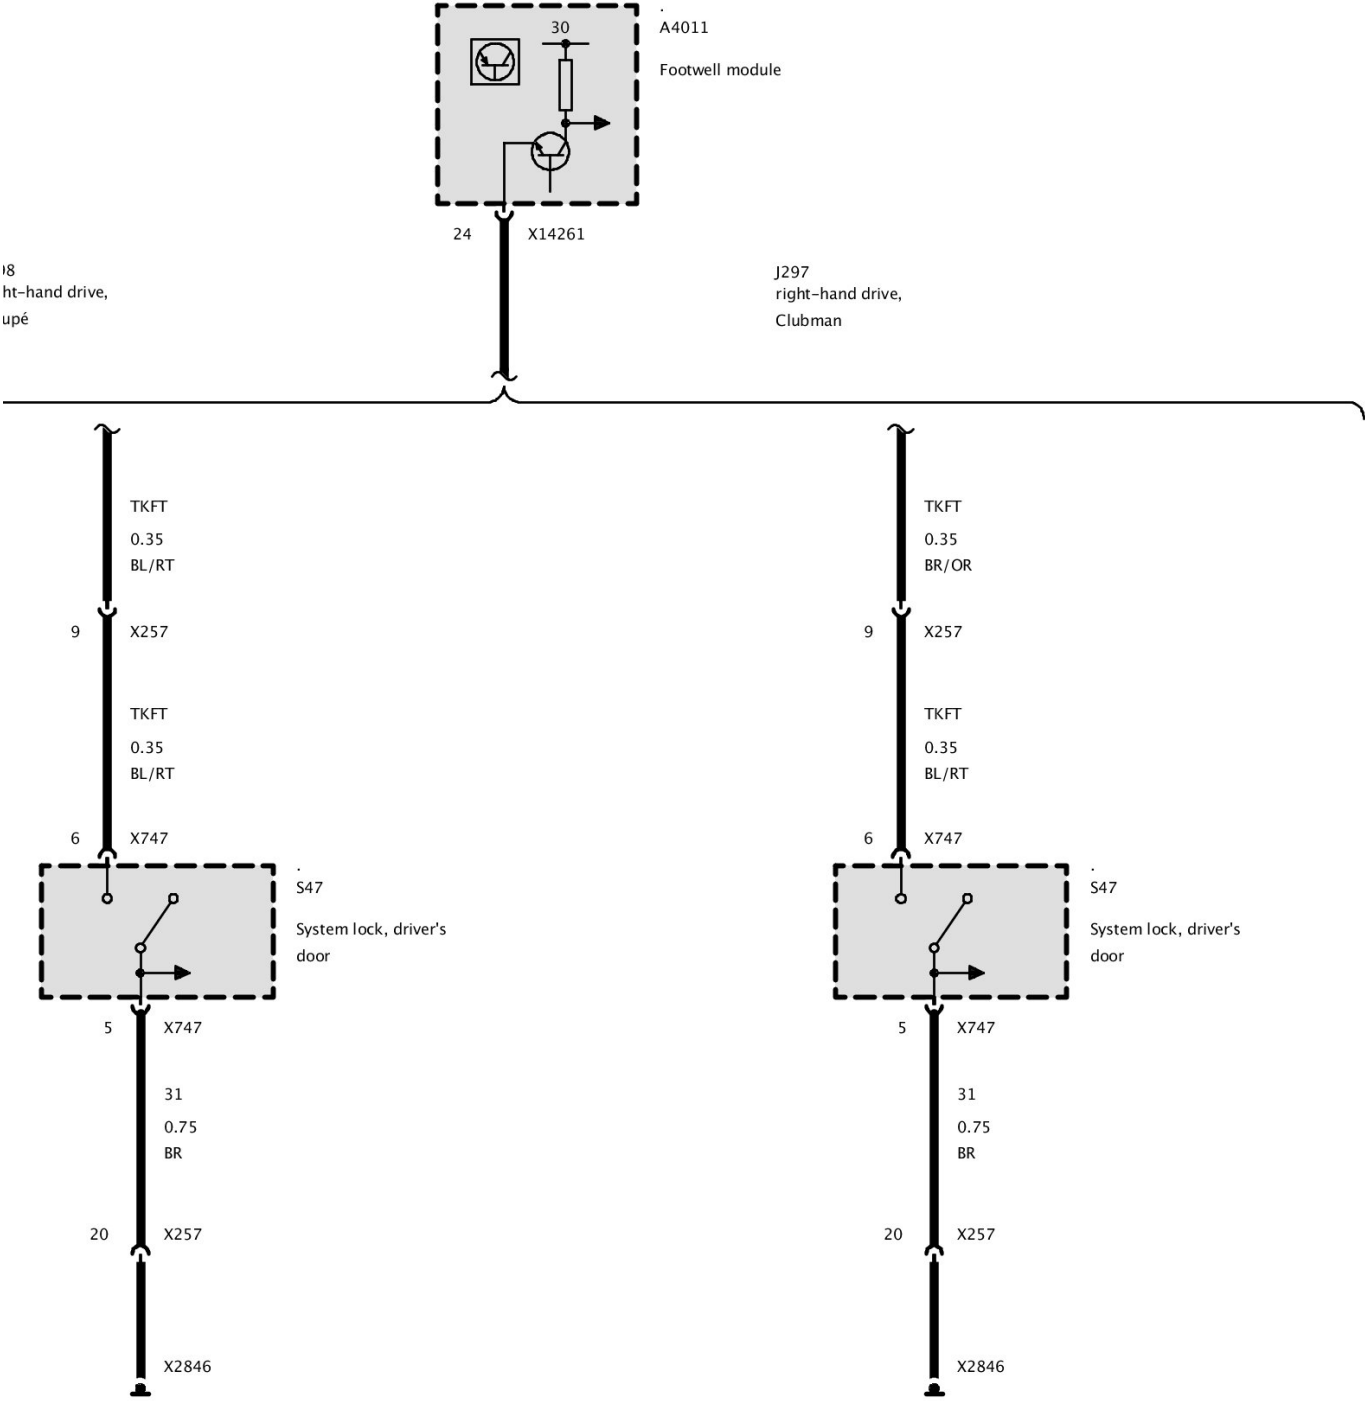 30
.
A4011
Footwell module
24
X14261
98
ht-hand drive,
upé
J297
right-hand drive,
Clubman
TKFT
0.35
BL/RT
9
X257
TKFT
0.35
BL/RT
6
X747
.
S47
System lock, driver's
door
5
X747
31
0.75
BR
20
X257
X2846
TKFT
0.35
BR/OR
9
X257
TKFT
0.35
BL/RT
6
X747
.
S47
System lock, driver's
door
5
X747
31
0.75
BR
20
X257
X2846